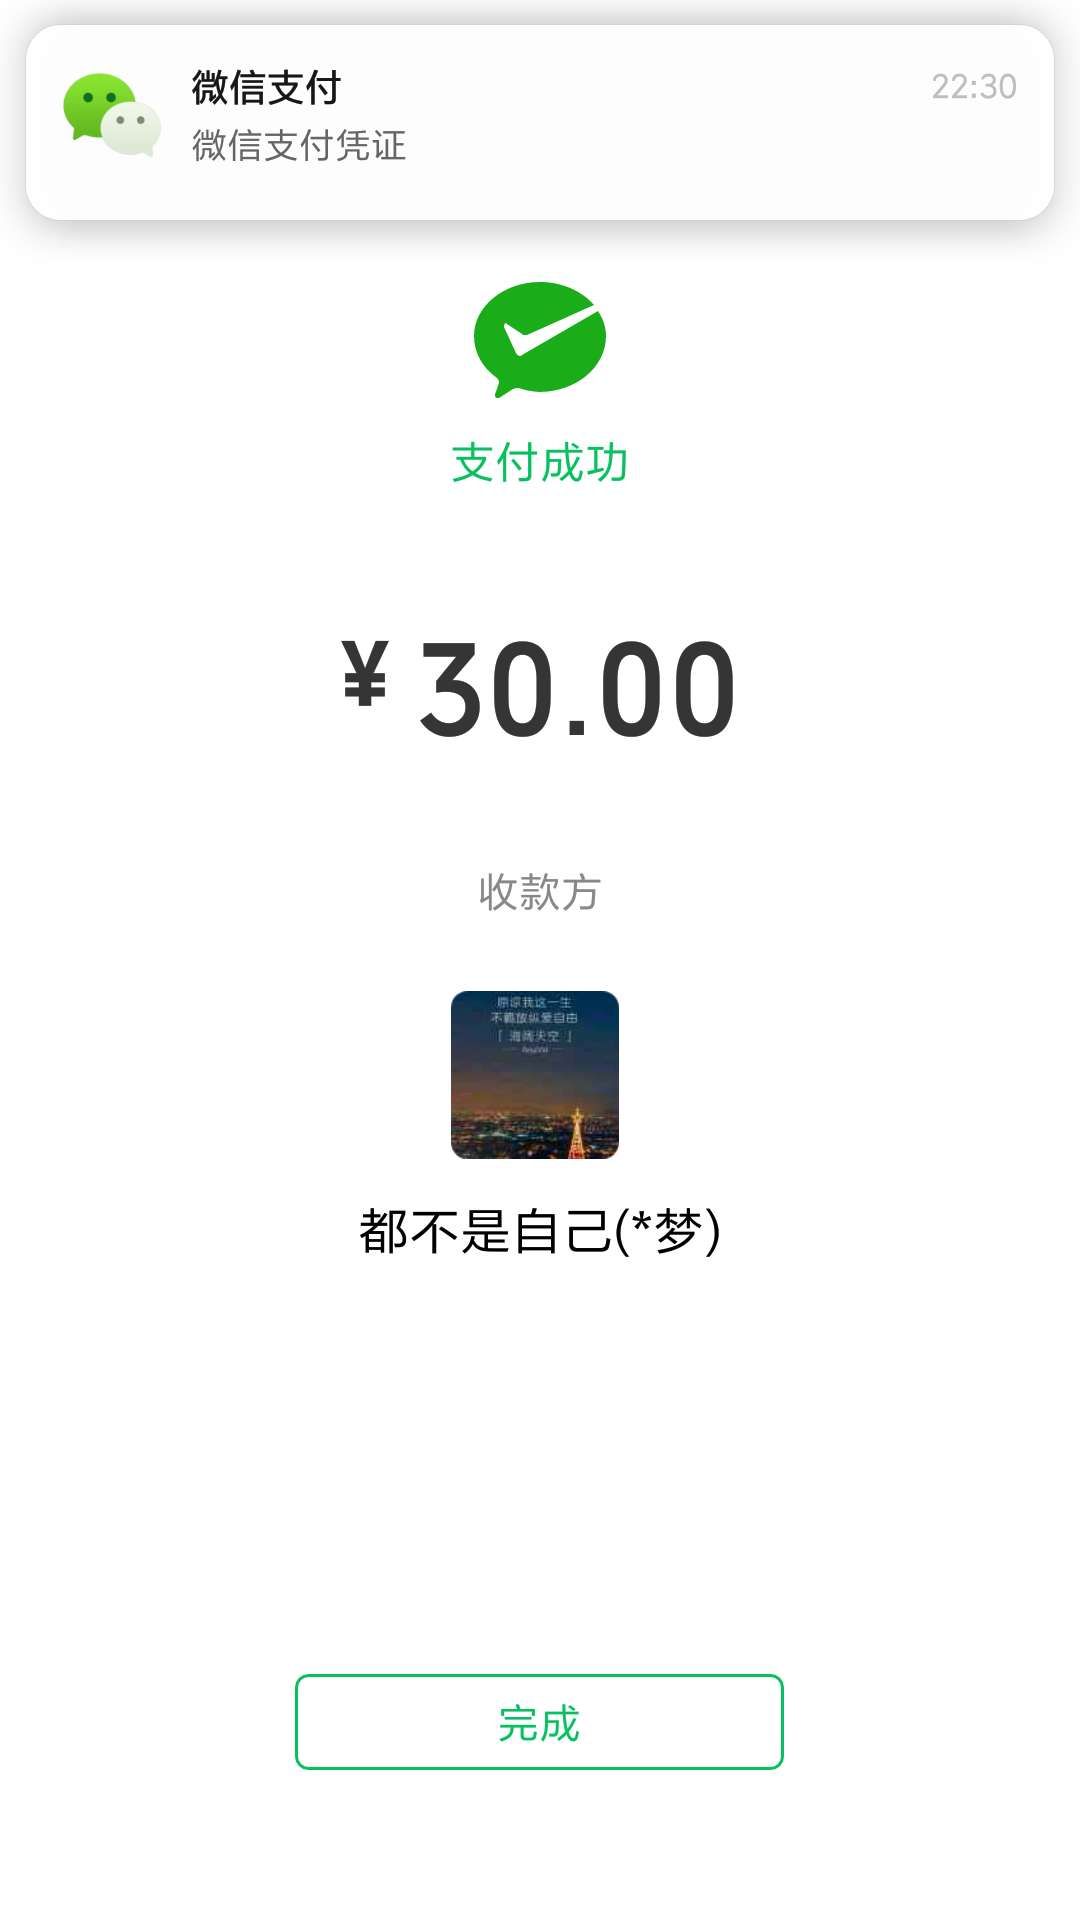 微信支付
22:30
微信支付凭证
支付成功
¥30.00
收款方
原谅我这一生
不羁放纵爱自由
「海阔天空」
Beyond
都不是自己(*梦)
完成